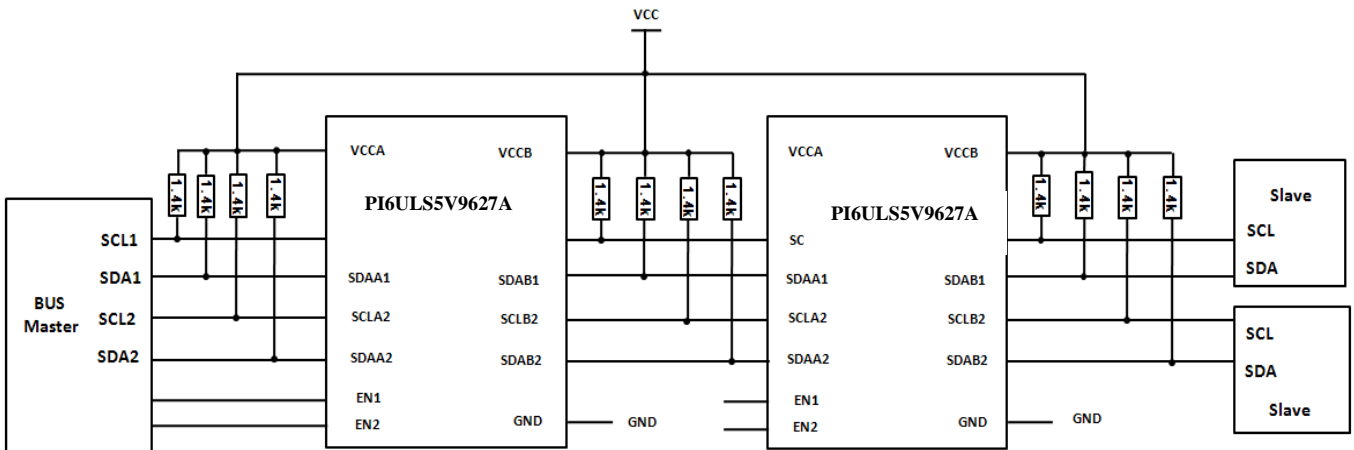 VCC
VCCA
VCCB
VCCA
VCCB
1.4k
1.4k
1.4k
1.4k
1.4k
1.4k
1.4k
1.4k
1.4k
1.4k
1.4k
1.4k
PI6ULS5V9627A
PI6ULS5V9627A
BUS
Master
SCL1
SDA1
SCL2
SDA2
SDAA1
SCLA2
SDAA2
EN1
EN2
SDAB1
SCLB2
SDAB2
GND
GND
SC
SDAA1
SCLA2
SDAA2
EN1
EN2
SDAB1
SCLB2
SDAB2
GND
GND
Slave
SCL
SDA
SCL
SDA
Slave